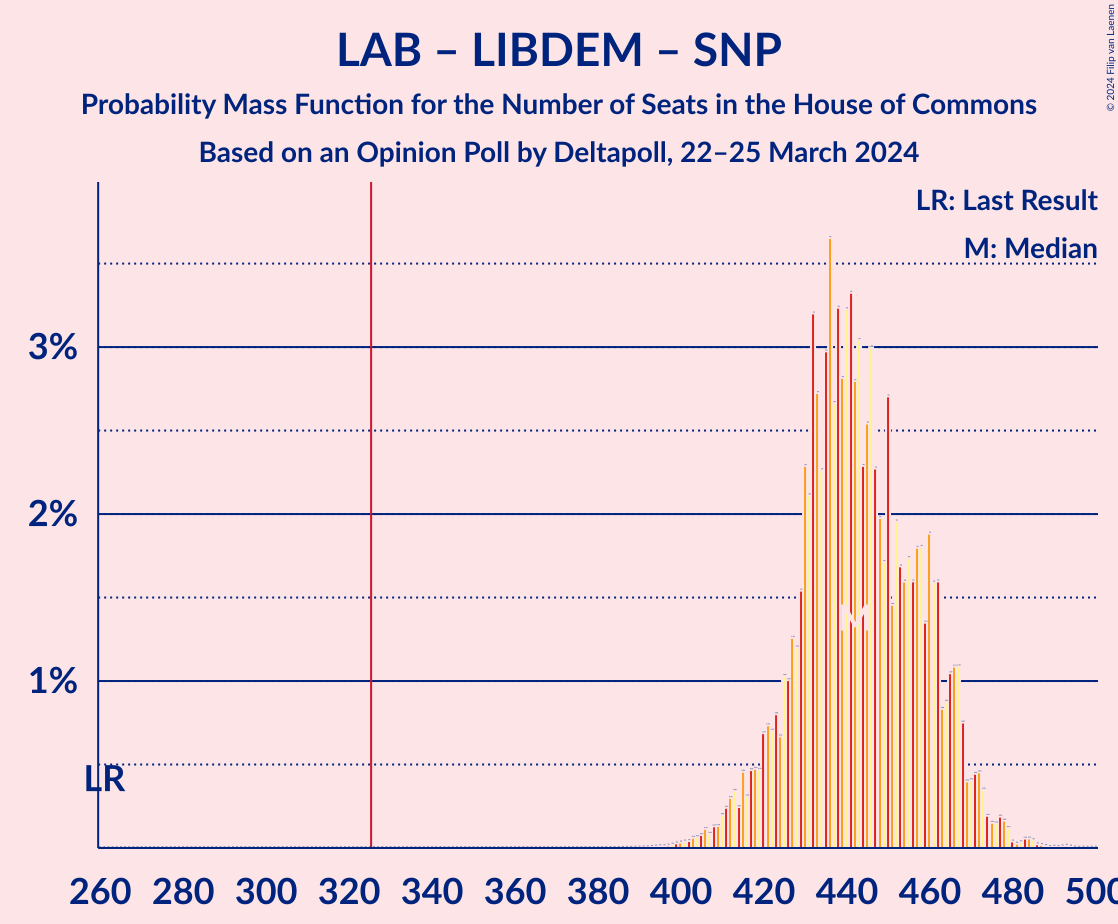 LAB – LIBDEM – SNP
Probability Mass Function for the Number of Seats in the House of Commons
Based on an Opinion Poll by Deltapoll, 22–25 March 2024
© 2024 Filip van Laenen
LR: Last Result
M: Median
3%
2%
1%
M
LR
260 280 300 320 340 360 380 400 420 440 460 480 500